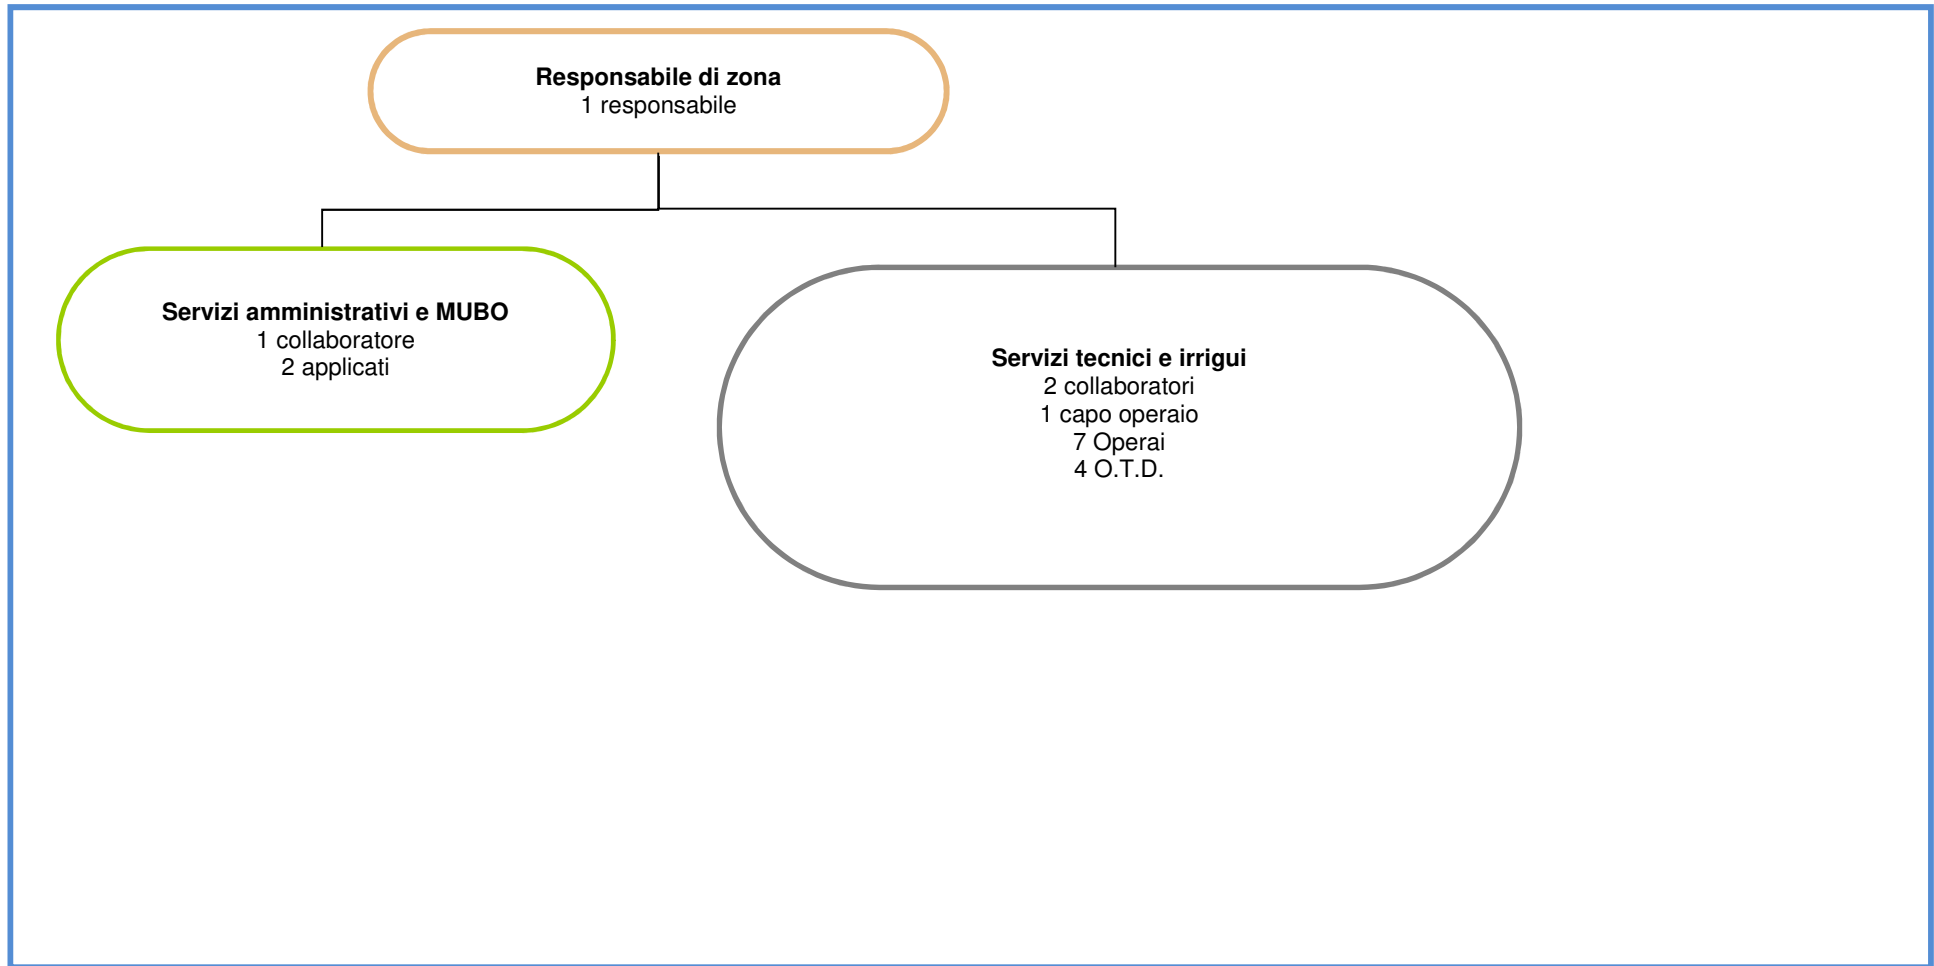 Responsabile di zona
1 responsabile
Servizi amministrativi e MUBO
1 collaboratore
2 applicati
Servizi tecnici e irrigui
2 collaboratori
1 capo operaio
7 Operai
4 O.T.D.